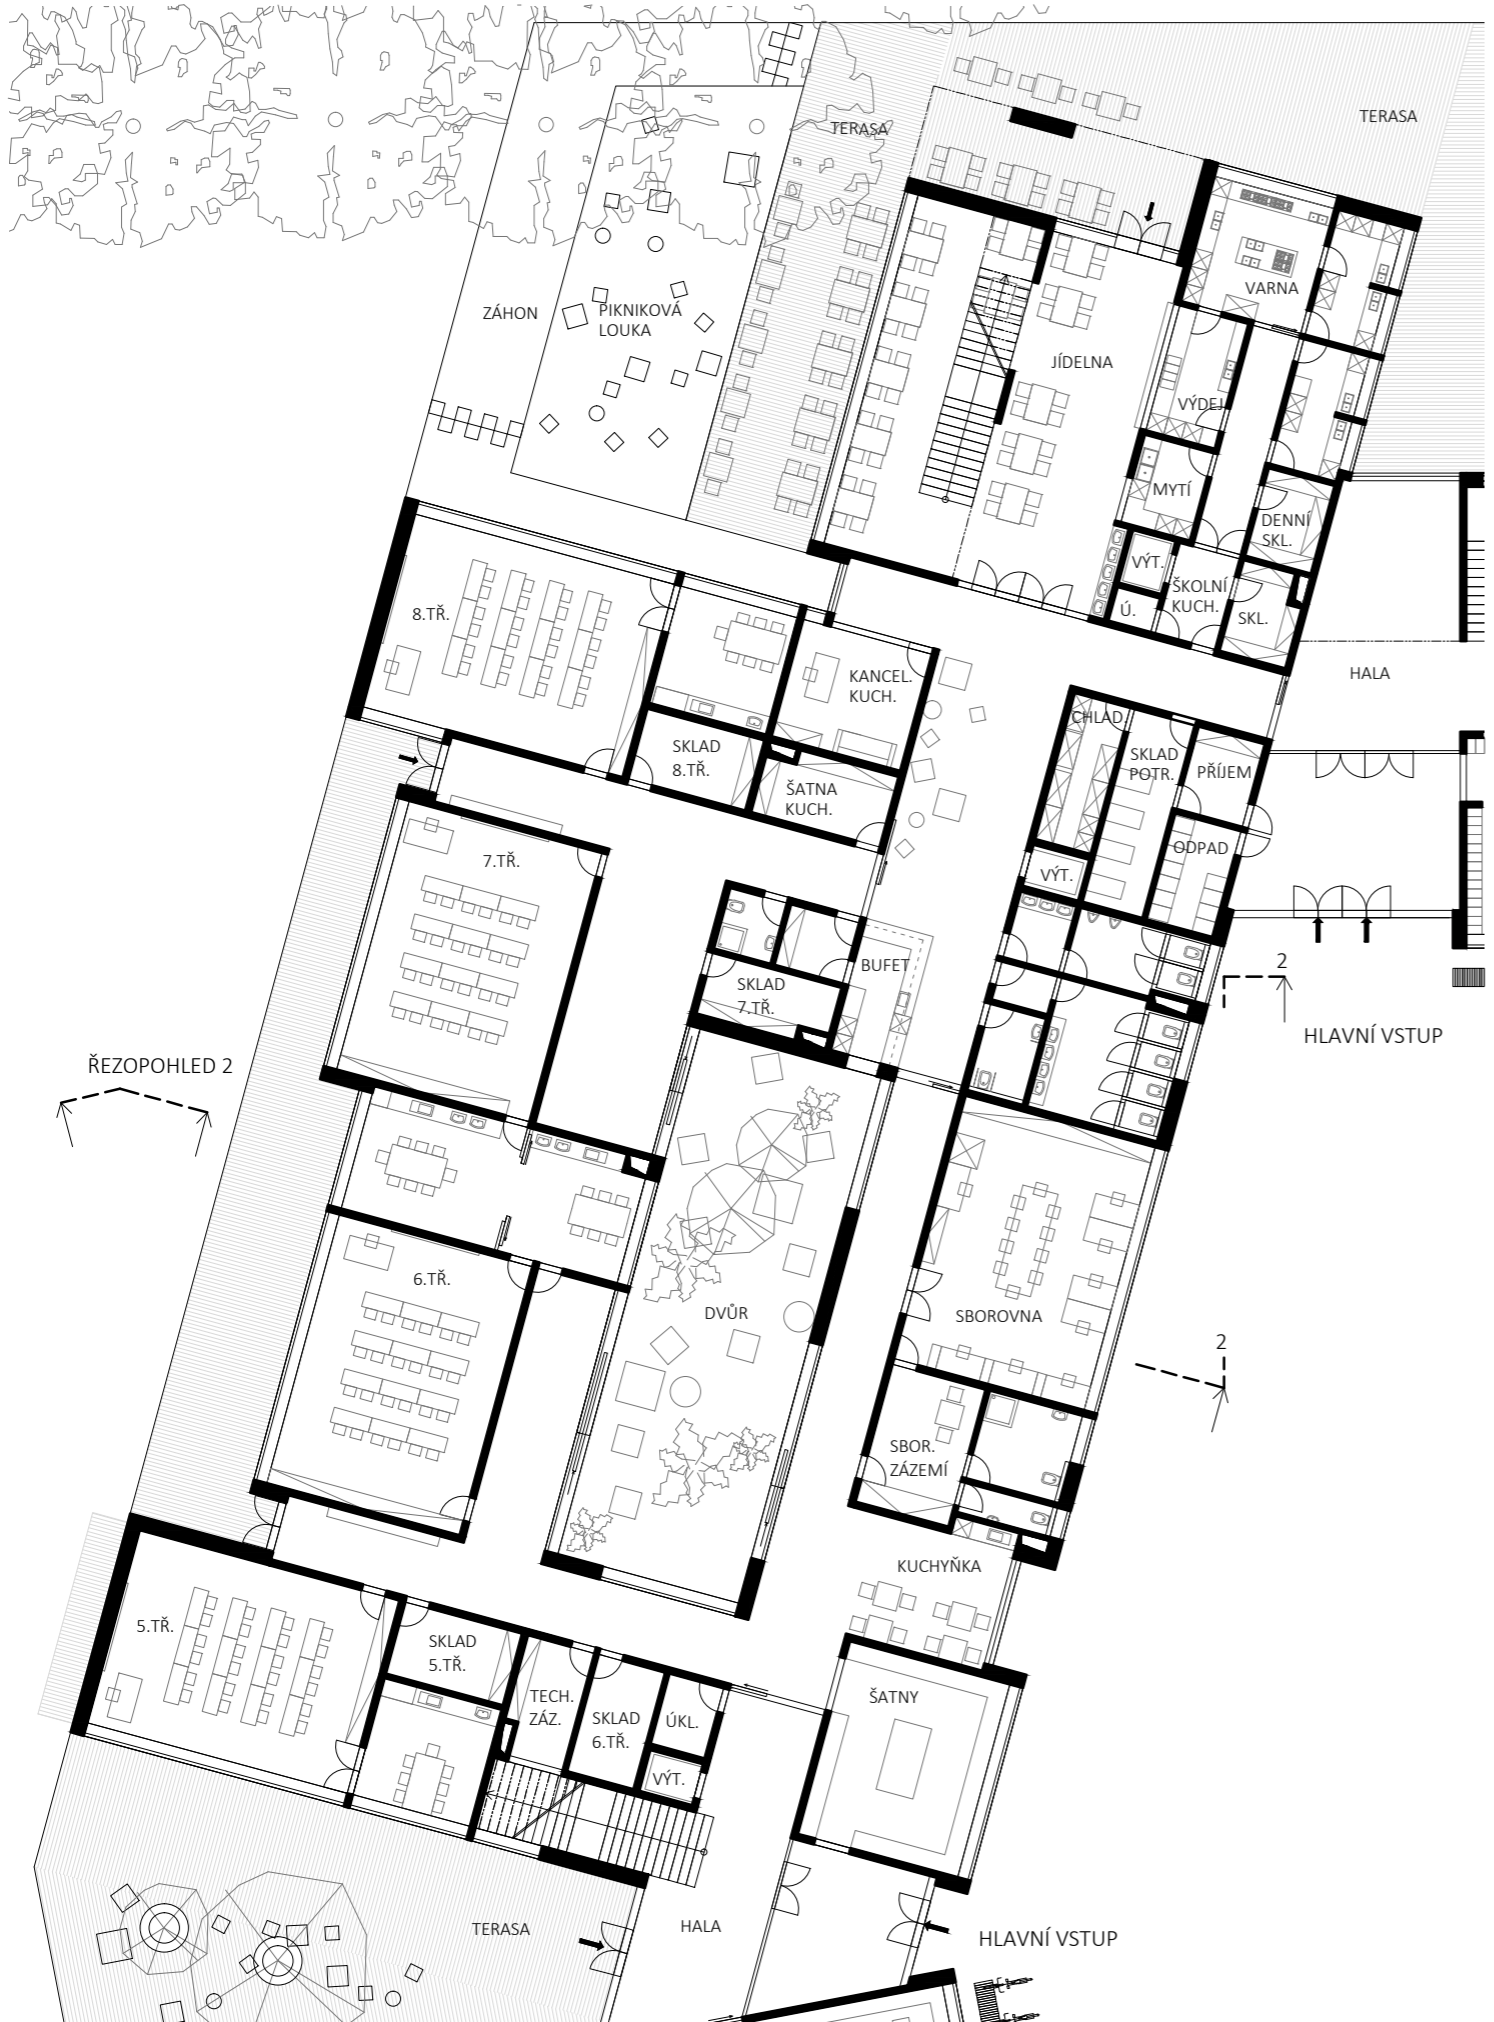 TERASA
TERASA
ZÁHON
PIKNIKOVÁ
LOUKA
VARNA
JÍDELNA
VÝDEJ
MYTÍ
DENNÍ
SKL.
VÝT.
ŠKOLNÍ
KUCH.
Ú.
SKL.
8.TŘ.
KANCEL.
KUCH.
HALA
CHLAD.
SKLAD
POTR.
PŘÍJEM
SKLAD
8.TŘ.
ŠATNA
KUCH.
7.TŘ.
ODPAD
VÝT.
BUFET
SKLAD
7.TŘ.
2
HLAVNÍ VSTUP
ŘEZOPOHLED 2
6.TŘ.
DVŮR
SBOROVNA
2
SBOR.
ZÁZEMÍ
KUCHYŇKA
5.TŘ.
SKLAD
5.TŘ.
TECH.
ZÁZ.
SKLAD
6.TŘ.
ÚKL.
VÝT.
ŠATNY
TERASA
HALA
HLAVNÍ VSTUP